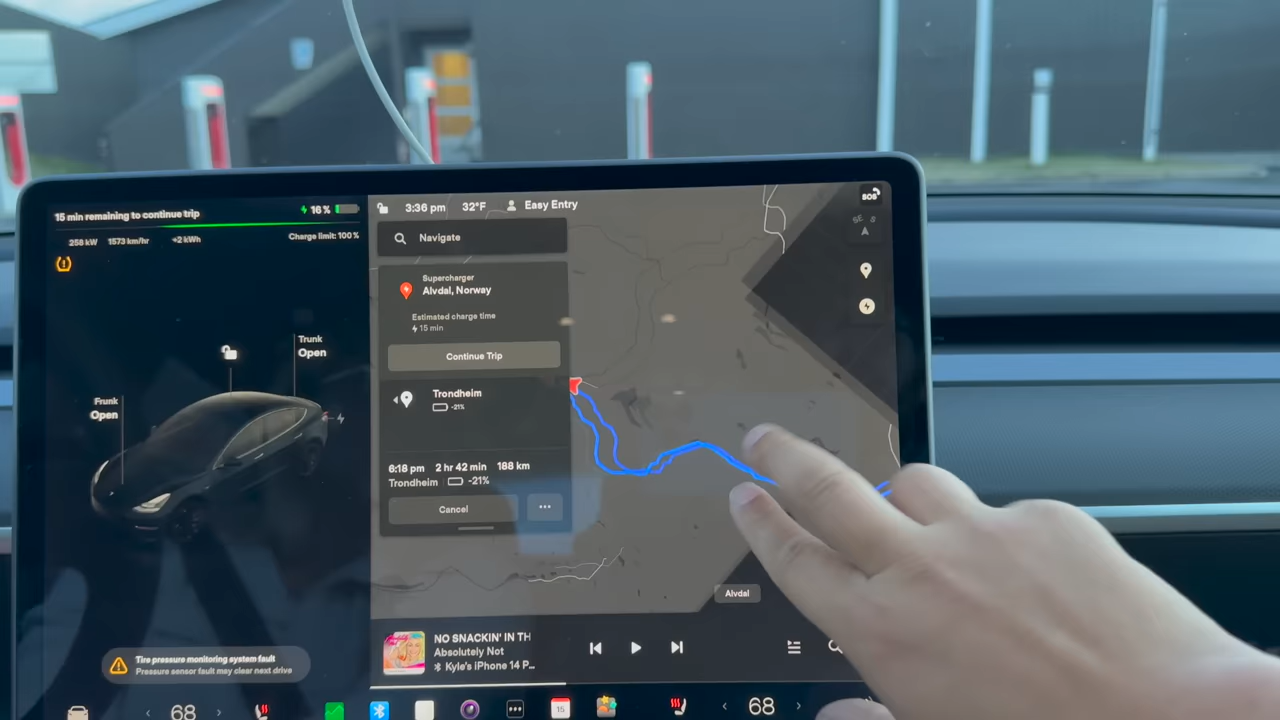 15 min remaining to continue trip
16%
258 kW 1573 km/hr +2 kWh
Charge limit: 100%
Trunk
Open
Frunk
Open
Tire pressure monitoring system fault
Pressure sensor fault may clear next drive
3:36 pm 32°F Easy Entry
SOS
Navigate
Supercharger
Alvdal, Norway
Estimated charge time
15 min
Continue Trip
Trondheim
-21%
6:18 pm 2 hr 42 min 188 km
Trondheim -21%
Cancel
Alvdal
NO SNACKIN' IN TH
Absolutely Not
Kyle's iPhone 14 P...
68
15
68